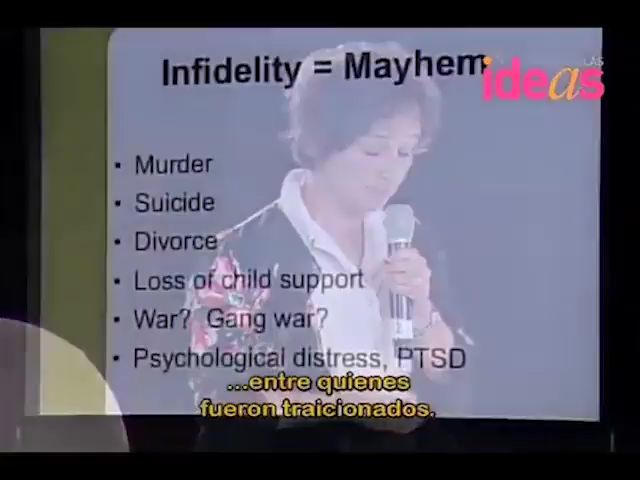 Infidelity = Mayhem
LAS
ideas
• Murder
• Suicide
• Divorce
• Loss of child support
• War? Gang war?
• Psychological distress, PTSD
...entre quienes
fueron traicionados.